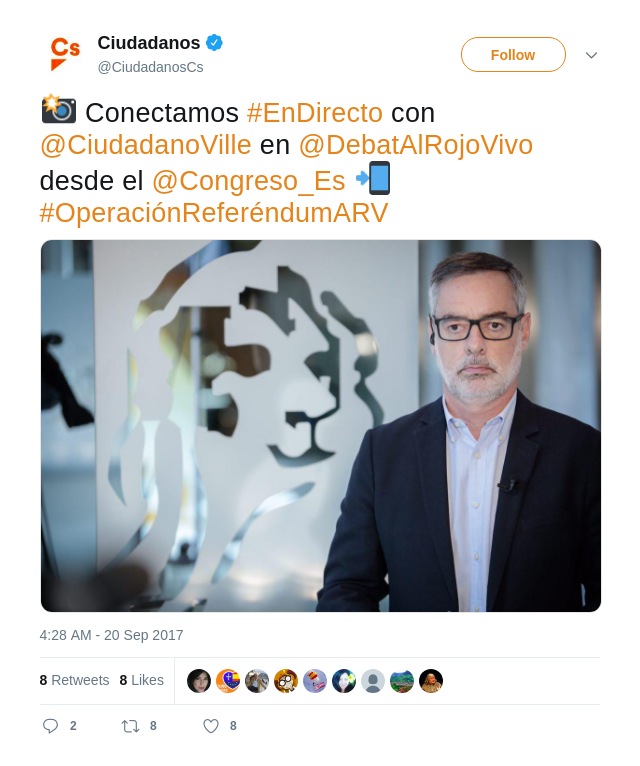 Cs
Ciudadanos
@CiudadanosCs
Follow
Conectamos #EnDirecto con
@CiudadanoVille en @DebatAlRojoVivo
desde el @Congreso_Es
#OperaciónReferéndumARV
4:28 AM - 20 Sep 2017
8 Retweets 8 Likes
2 8 8